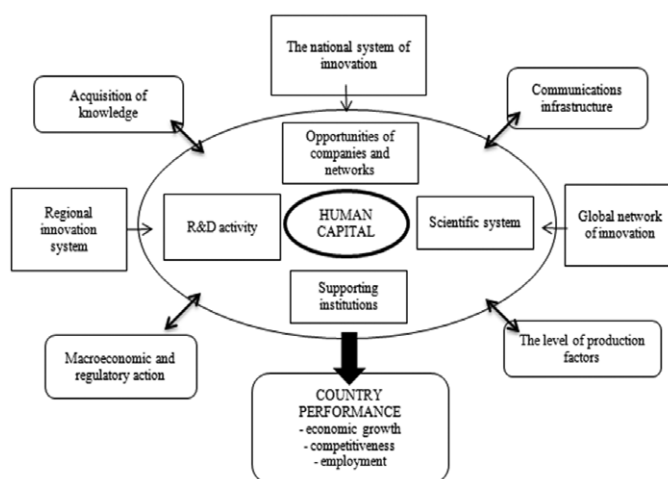 The national system of
innovation
Acquisition of
knowledge
Communications
infrastructure
Opportunities of
companies and
networks
Regional
innovation
system
R&D activity
HUMAN
CAPITAL
Scientific system
Global network
of innovation
Supporting
institutions
Macroeconomic and
regulatory action
The level of production
factors
COUNTRY
PERFORMANCE
- economic growth
- competitiveness
- employment